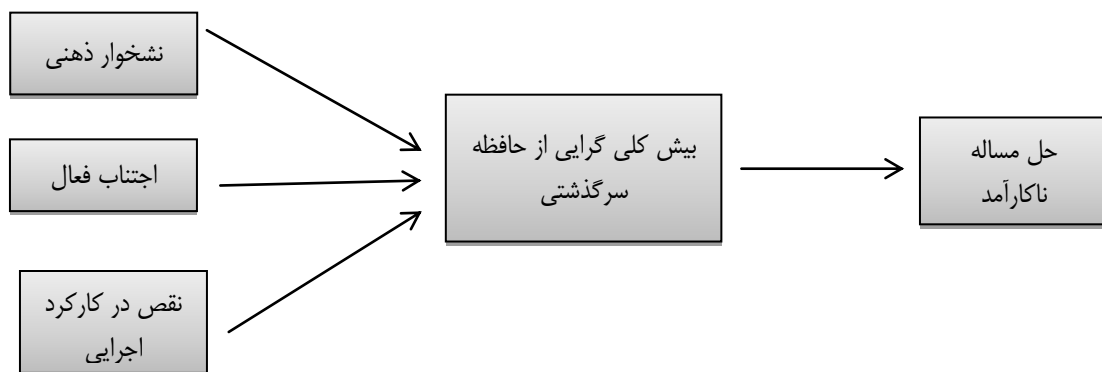 نشخوار ذهنی
اجتناب فعال
نقص در کارکرد
اجرایی
بیش کلی گرایی از حافظه
سرگذشتی
حل مساله
ناکارآمد